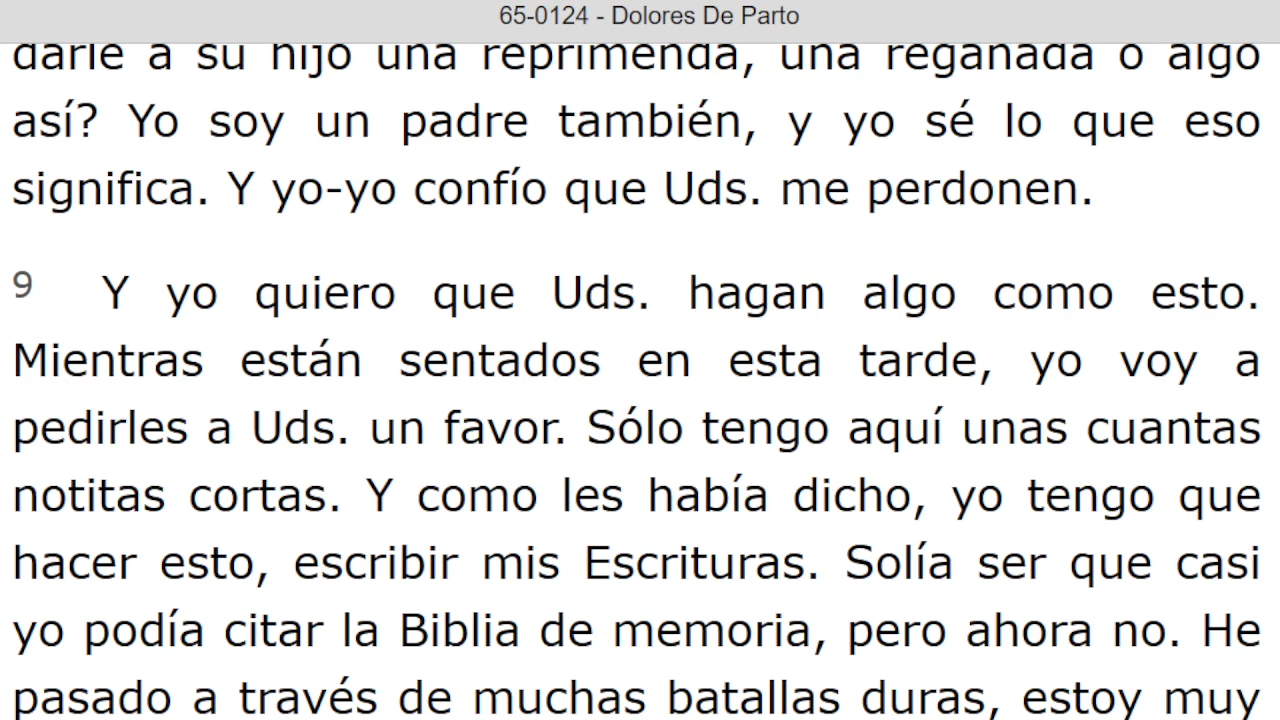 65-0124 - Dolores De Parto
darle a su hijo una reprimenda, una regañada o algo
así? Yo soy un padre también, y yo sé lo que eso
significa. Y yo-yo confío que Uds. me perdonen.
9 Y yo quiero que Uds. hagan algo como esto.
Mientras están sentados en esta tarde, yo voy a
pedirles a Uds. un favor. Sólo tengo aquí unas cuantas
notitas cortas. Y como les había dicho, yo tengo que
hacer esto, escribir mis Escrituras. Solía ser que casi
yo podía citar la Biblia de memoria, pero ahora no. He
pasado a través de muchas batallas duras, estoy muy